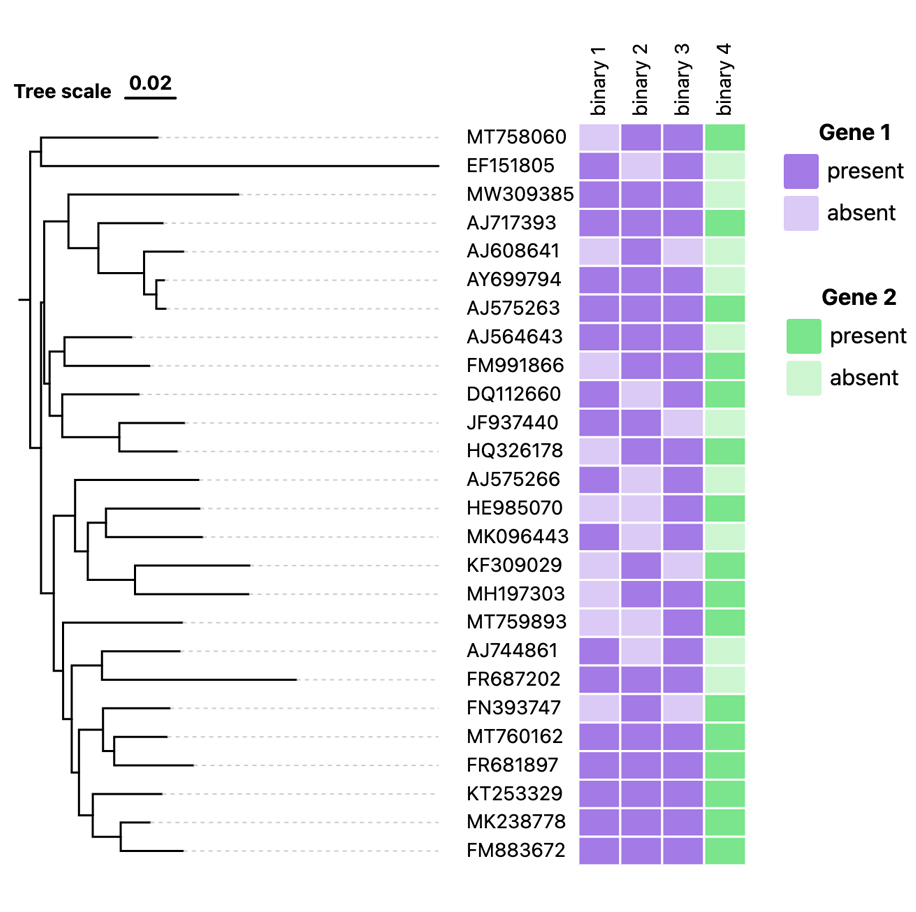 Tree scale 0.02
binary 1
binary 2
binary 3
binary 4
MT758060
EF151805
MW309385
AJ717393
AJ608641
AY699794
AJ575263
AJ564643
FM991866
DQ112660
JF937440
HQ326178
AJ575266
HE985070
MK096443
KF309029
MH197303
MT759893
AJ744861
FR687202
FN393747
MT760162
FR681897
KT253329
MK238778
FM883672
Gene 1
present
absent
Gene 2
present
absent